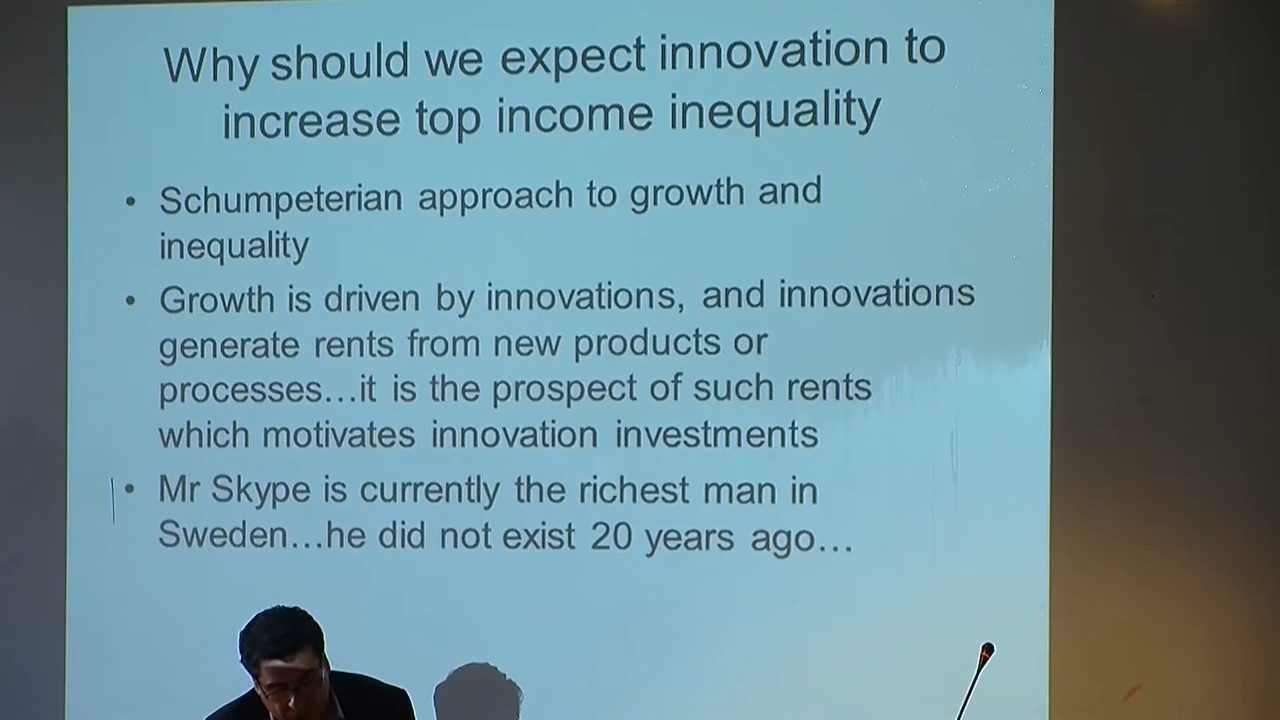 Why should we expect innovation to
increase top income inequality
• Schumpeterian approach to growth and
inequality
• Growth is driven by innovations, and innovations
generate rents from new products or
processes…it is the prospect of such rents
which motivates innovation investments
• Mr Skype is currently the richest man in
Sweden…he did not exist 20 years ago…